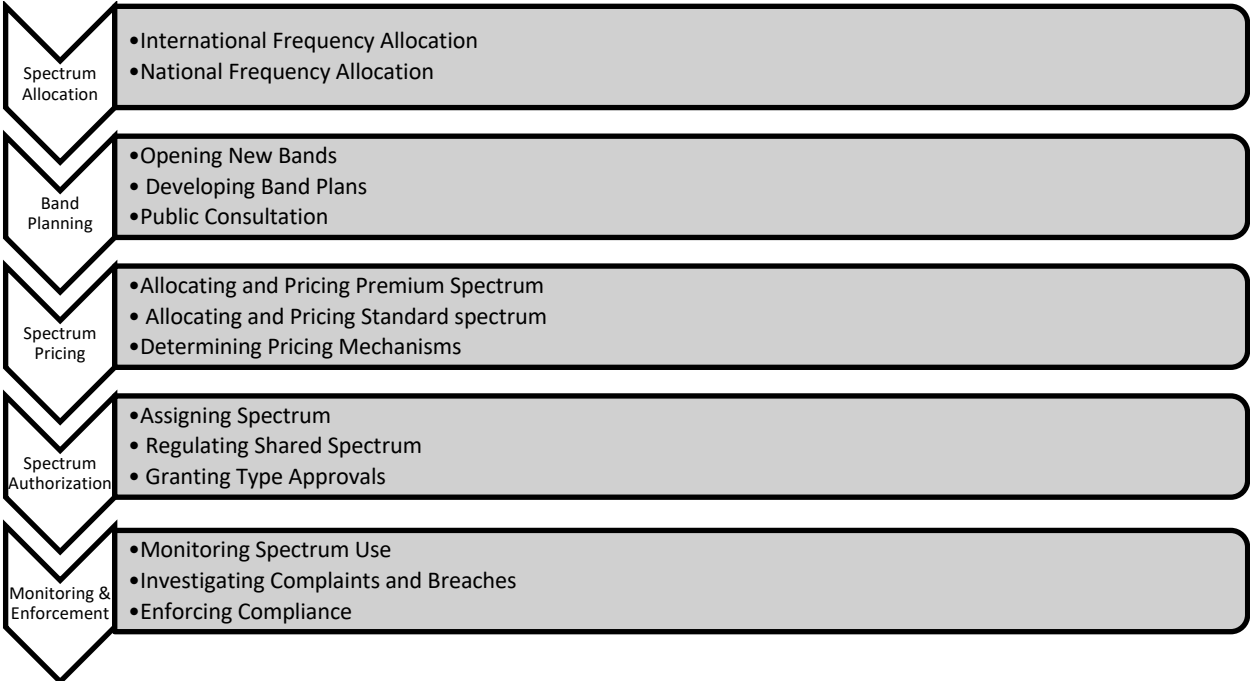 Spectrum
Allocation
•International Frequency Allocation
•National Frequency Allocation
Band
Planning
•Opening New Bands
• Developing Band Plans
•Public Consultation
Spectrum
Pricing
•Allocating and Pricing Premium Spectrum
• Allocating and Pricing Standard spectrum
•Determining Pricing Mechanisms
Spectrum
Authorization
•Assigning Spectrum
• Regulating Shared Spectrum
• Granting Type Approvals
Monitoring &
Enforcement
•Monitoring Spectrum Use
•Investigating Complaints and Breaches
•Enforcing Compliance